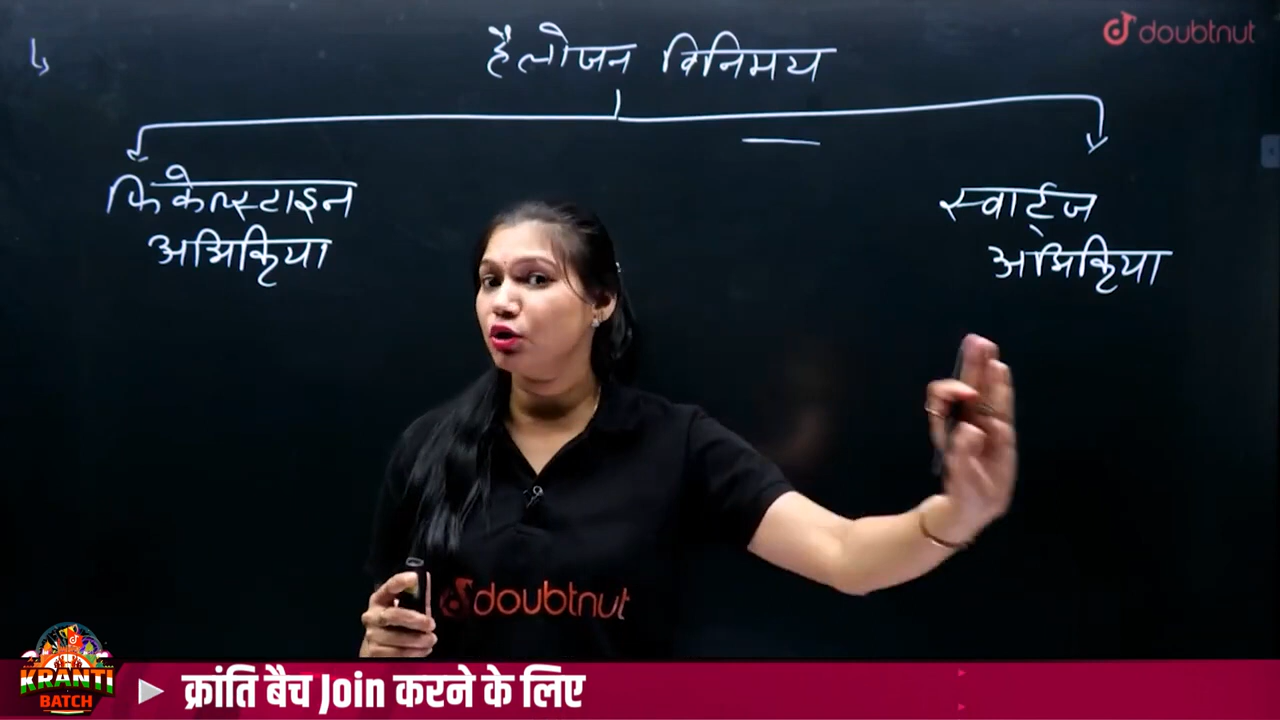 doubtnut
हैलोजन विनिमय
फिंकेल्स्टाइन
अभिक्रिया
स्वार्ट्ज
अभिक्रिया
doubtnut
KRANTI
BATCH
क्रांति बैच Join करने के लिए